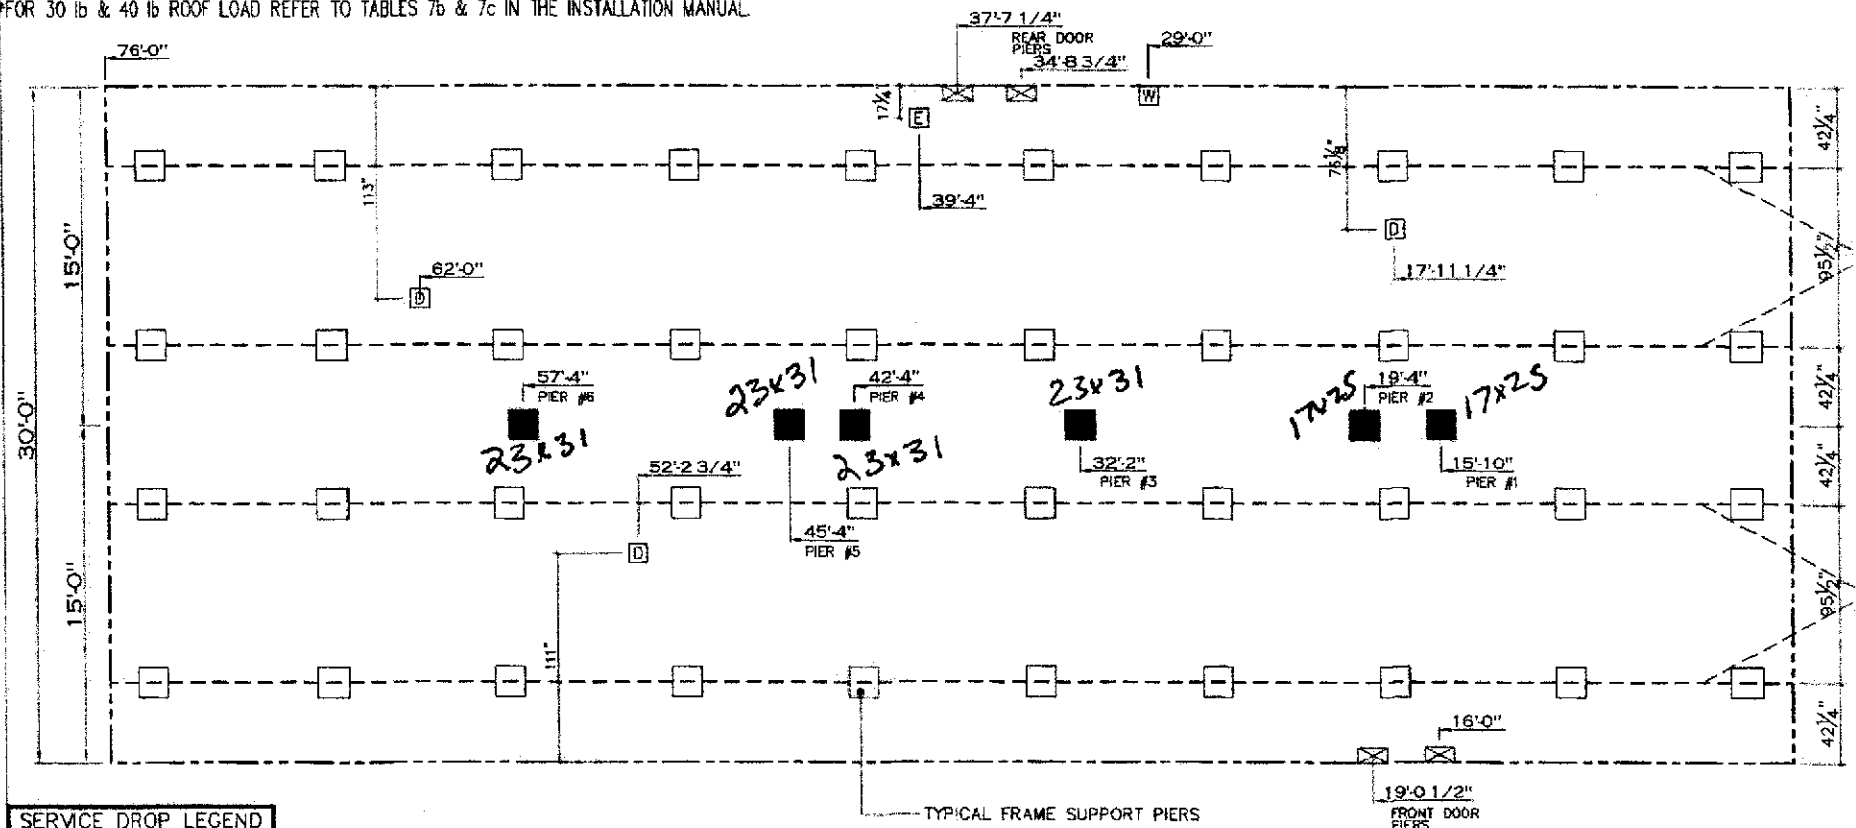 FOR 30 lb & 40 lb ROOF LOAD REFER TO TABLES 7b & 7c IN THE INSTALLATION MANUAL
37'-7 1/4"
REAR DOOR
PIERS
34'-8 3/4"
29'-0"
76'-0"
W
17 1/4"
E
42 1/4"
113"
39'-4"
D
15'-0"
62'-0"
D
17'-11 1/4"
95 1/2"
30'-0"
57'-4"
PIER #6
23x31
23x31
42'-4"
PIER #4
23x31
23x31
17x25
19'-4"
PIER #2
17x25
42 1/4"
52'-2 3/4"
32'-2"
PIER #3
15'-10"
PIER #1
42 1/4"
45'-4"
PIER #5
D
15'-0"
95 1/2"
111"
16'-0"
42 1/4"
19'-0 1/2"
FRONT DOOR
PIERS
TYPICAL FRAME SUPPORT PIERS
SERVICE DROP LEGEND